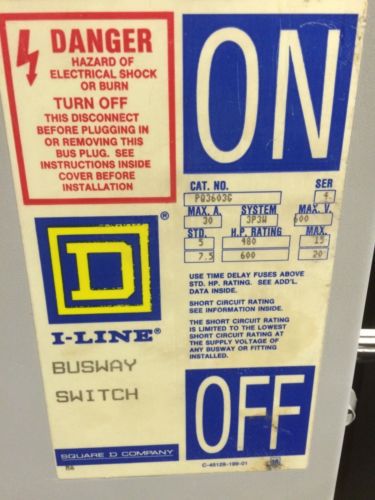 DANGER
HAZARD OF
ELECTRICAL SHOCK
OR BURN
TURN OFF
THIS DISCONNECT
BEFORE PLUGGING IN
OR REMOVING THIS
BUS PLUG. SEE
INSTRUCTIONS INSIDE
COVER BEFORE
INSTALLATION
ON
CAT. NO. SER
PQ3603G 4
MAX. A. SYSTEM MAX. V.
30 3P3W 600
STD. H.P. RATING MAX.
5 480 15
7.5 600 20
USE TIME DELAY FUSES ABOVE
STD. HP. RATING. SEE ADD'L.
DATA INSIDE.
SHORT CIRCUIT RATING
SEE INFORMATION INSIDE.
THE SHORT CIRCUIT RATING
IS LIMITED TO THE LOWEST
SHORT CIRCUIT RATING AT
THE SUPPLY VOLTAGE OF
ANY BUSWAY OR FITTING
INSTALLED.
D ®
I-LINE®
BUSWAY
SWITCH
OFF
SQUARE D COMPANY
C-45128-199-01